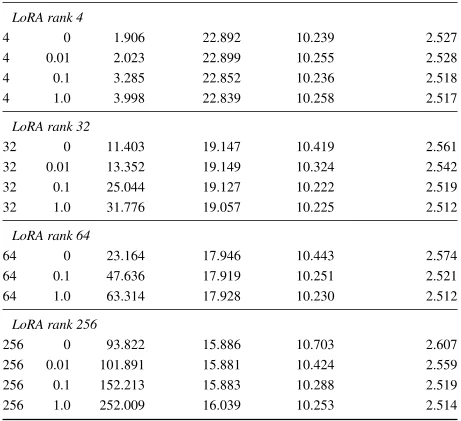 LoRA rank 4
4 0 1.906 22.892 10.239 2.527
4 0.01 2.023 22.899 10.255 2.528
4 0.1 3.285 22.852 10.236 2.518
4 1.0 3.998 22.839 10.258 2.517
LoRA rank 32
32 0 11.403 19.147 10.419 2.561
32 0.01 13.352 19.149 10.324 2.542
32 0.1 25.044 19.127 10.222 2.519
32 1.0 31.776 19.057 10.225 2.512
LoRA rank 64
64 0 23.164 17.946 10.443 2.574
64 0.1 47.636 17.919 10.251 2.521
64 1.0 63.314 17.928 10.230 2.512
LoRA rank 256
256 0 93.822 15.886 10.703 2.607
256 0.01 101.891 15.881 10.424 2.559
256 0.1 152.213 15.883 10.288 2.519
256 1.0 252.009 16.039 10.253 2.514